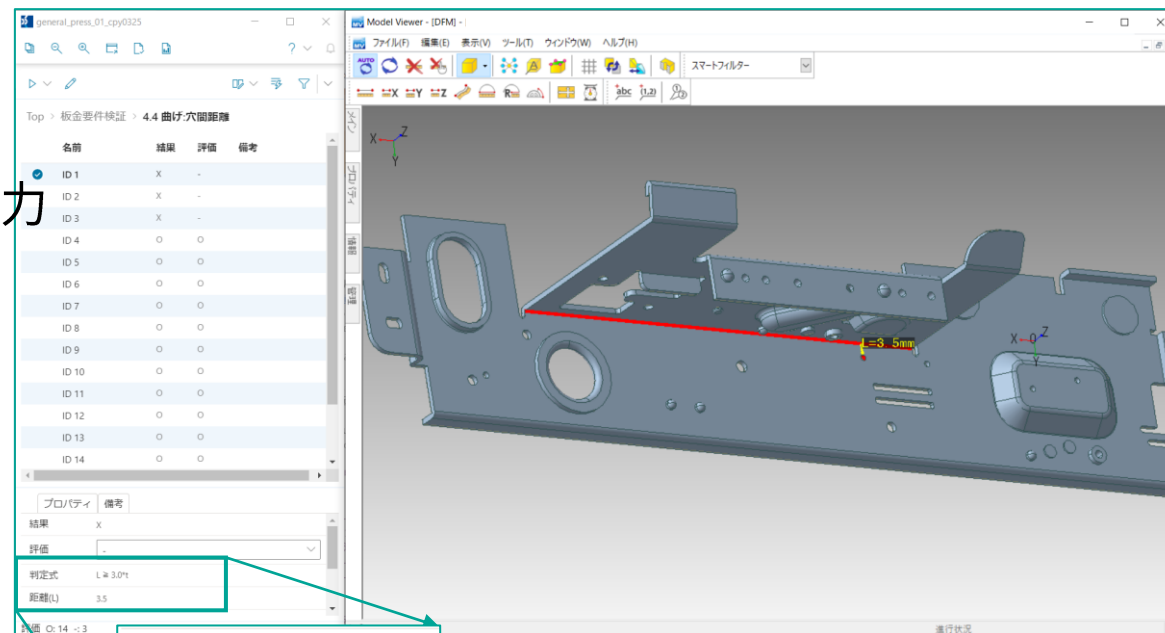 general_press_01_cpy0325
Top > 板金要件検証 > 4.4 曲げ:穴間距離
名前 結果 評価 備考
ID 1 X -
ID 2 X -
ID 3 X -
ID 4 O O
ID 5 O O
ID 6 O O
ID 7 O O
ID 8 O O
ID 9 O O
ID 10 O O
ID 11 O O
ID 12 O O
ID 13 O O
ID 14 O O
力
プロパティ 備考
結果 X
評価 -
判定式 L ≧ 3.0*t
距離(L) 3.5
評価 O: 14 -: 3
Model Viewer - [DFM] -
ファイル(F) 編集(E) 表示(V) ツール(T) ウィンドウ(W) ヘルプ(H)
AUTO
スマートフィルター
X Y Z R abc (1,2)
メイン
プロパティ
情報
管理
X Z
Y
L=3.5mm
X 0 Z
Y
進行状況